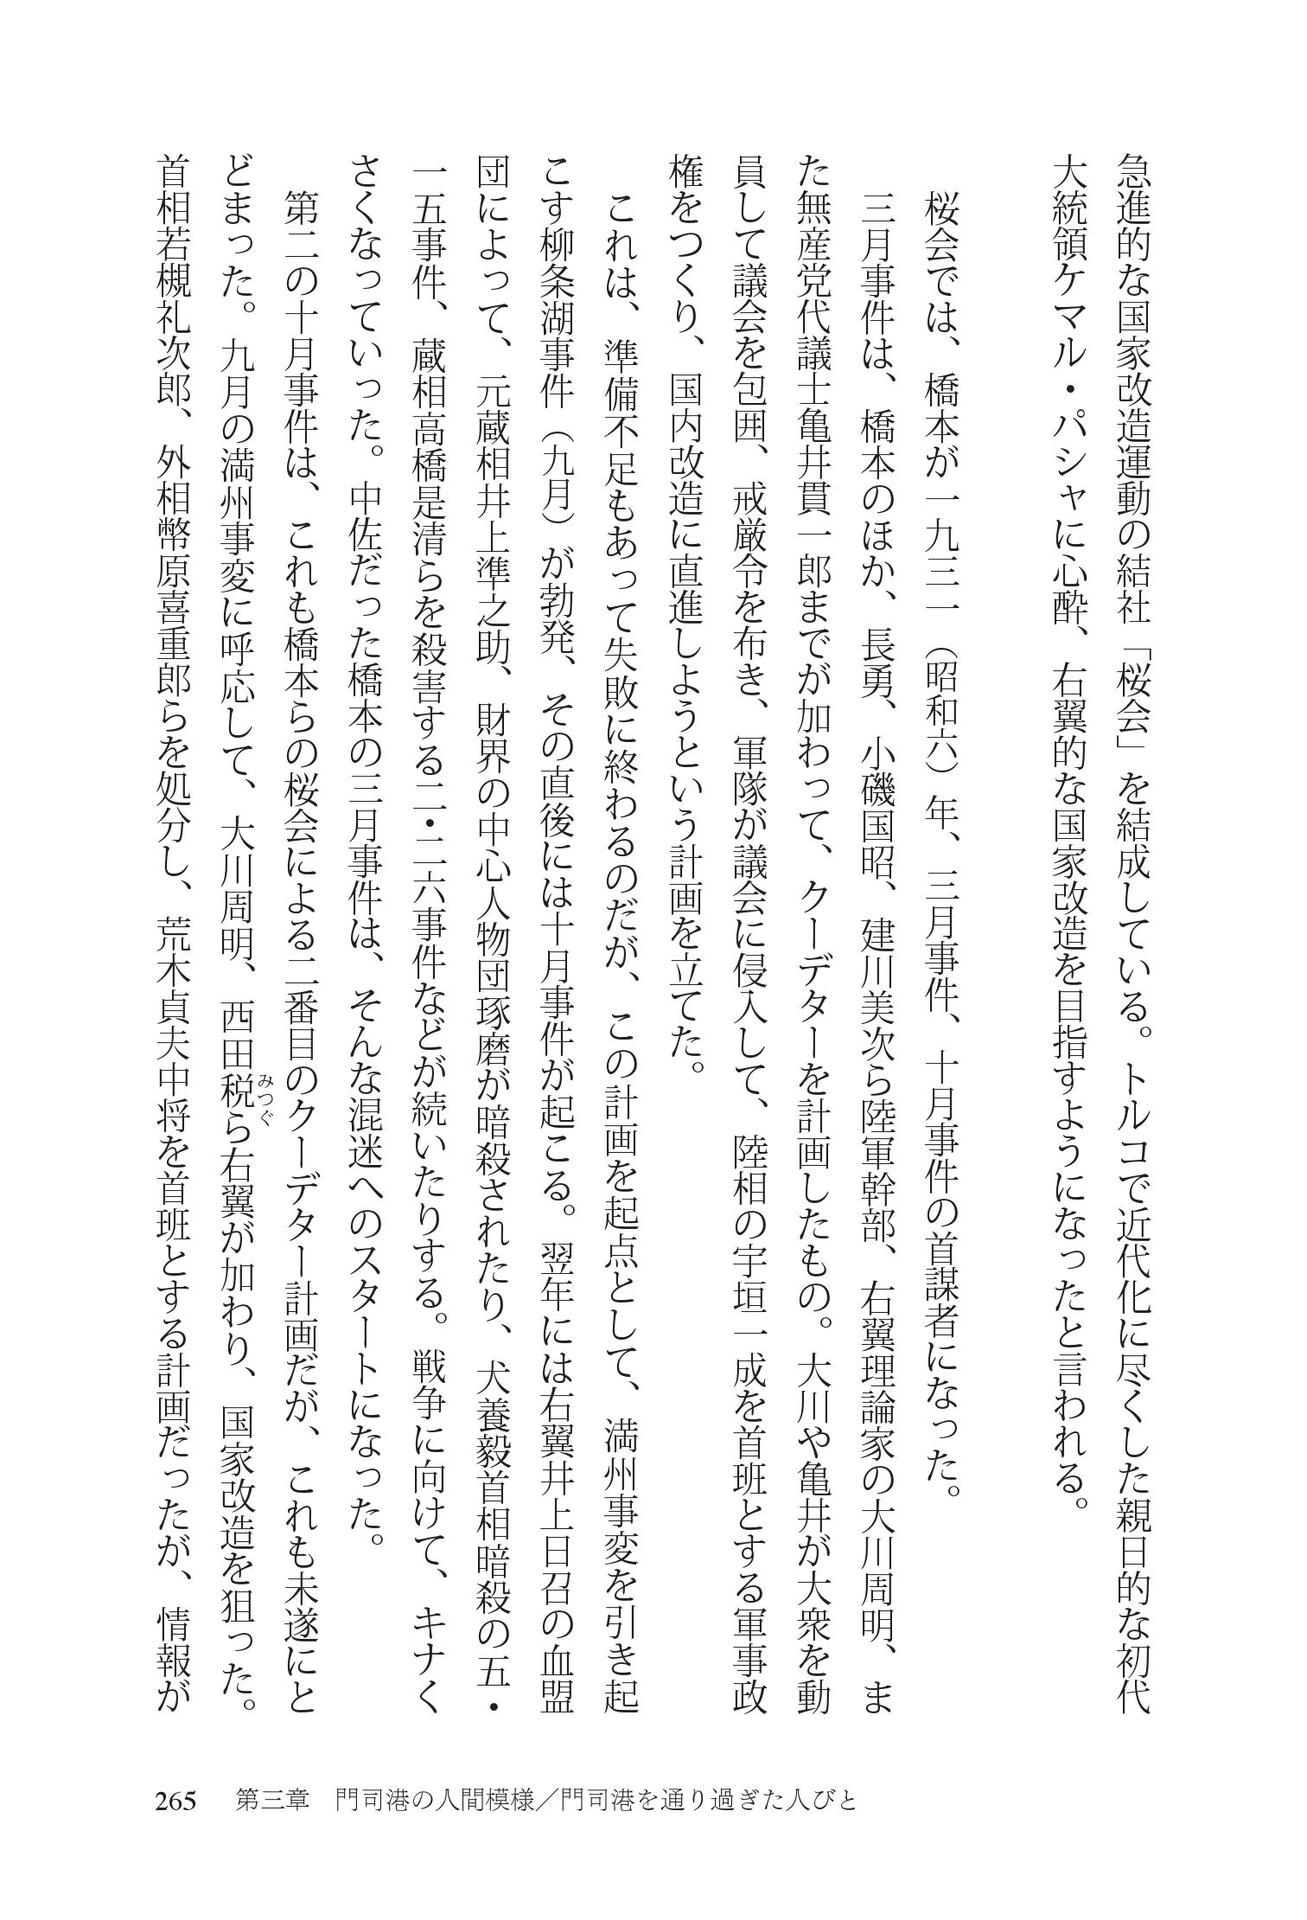 急進的な国家改造運動の結社「桜会」を結成している。トルコで近代化に尽くした親日的な初代
大統領ケマル・パシャに心酔、右翼的な国家改造を目指すようになったと言われる。
桜会では、橋本が一九三一（昭和六）年、三月事件、十月事件の首謀者になった。
三月事件は、橋本のほか、長勇、小磯国昭、建川美次ら陸軍幹部、右翼理論家の大川周明、ま
た無産党代議士亀井貫一郎までが加わって、クーデターを計画したもの。大川や亀井が大衆を動
員して議会を包囲、戒厳令を布き、軍隊が議会に侵入して、陸相の宇垣一成を首班とする軍事政
権をつくり、国内改造に直進しようという計画を立てた。
これは、準備不足もあって失敗に終わるのだが、この計画を起点として、満州事変を引き起
こす柳条湖事件（九月）が勃発、その直後には十月事件が起こる。翌年には右翼井上日召の血盟
団によって、元蔵相井上準之助、財界の中心人物団琢磨が暗殺されたり、犬養毅首相暗殺の五・
一五事件、蔵相高橋是清らを殺害する二・二六事件などが続いたりする。戦争に向けて、キナく
さくなっていった。中佐だった橋本の三月事件は、そんな混迷へのスタートになった。
第二の十月事件は、これも橋本らの桜会による二番目のクーデター計画だが、これも未遂にと
どまった。九月の満州事変に呼応して、大川周明、西田税ら右翼が加わり、国家改造を狙った。
みつぐ
首相若槻礼次郎、外相幣原喜重郎らを処分し、荒木貞夫中将を首班とする計画だったが、情報が
265 第三章 門司港の人間模様／門司港を通り過ぎた人びと